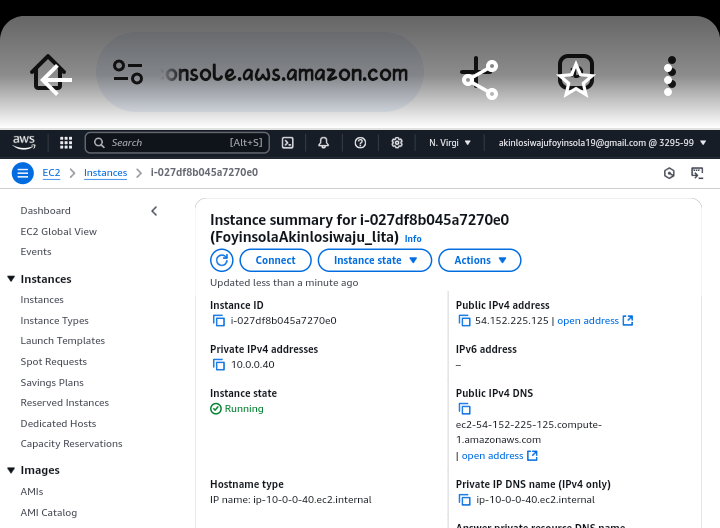 console.aws.amazon.com
aws
Search [Alt+S]
N. Virgi
akinlosiwajufoyinsola19@gmail.com @ 3295-99
EC2
Instances
i-027df8b045a7270e0
Dashboard
EC2 Global View
Events
Instances
Instances
Instance Types
Launch Templates
Spot Requests
Savings Plans
Reserved Instances
Dedicated Hosts
Capacity Reservations
Images
AMIs
AMI Catalog
Instance summary for i-027df8b045a7270e0
(FoyinsolaAkinlosiwaju_lita) Info
Connect
Instance state
Actions
Updated less than a minute ago
Instance ID
i-027df8b045a7270e0
Public IPv4 address
54.152.225.125 | open address
Private IPv4 addresses
10.0.0.40
IPv6 address
–
Instance state
Running
Public IPv4 DNS
ec2-54-152-225-125.compute-
1.amazonaws.com
| open address
Hostname type
IP name: ip-10-0-0-40.ec2.internal
Private IP DNS name (IPv4 only)
ip-10-0-0-40.ec2.internal
Answer private resource DNS name